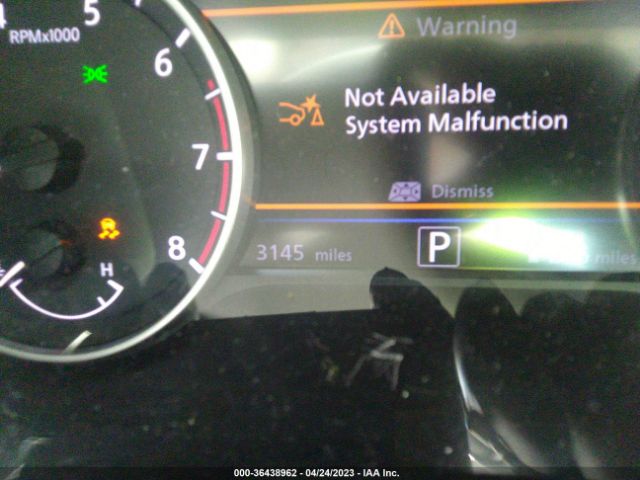 5
RPMx1000
6
7
8
H
Warning
Not Available
System Malfunction
Dismiss
3145 miles
P
miles
000-36438962 - 04/24/2023 - IAA Inc.